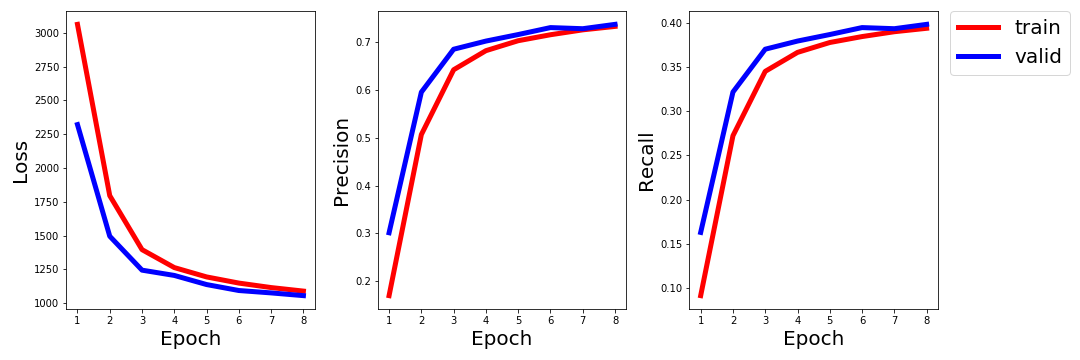 3000
2750
2500
2250
2000
1750
1500
1250
1000
Loss
1 2 3 4 5 6 7 8
Epoch
0.7
0.6
0.5
0.4
0.3
0.2
Precision
1 2 3 4 5 6 7 8
Epoch
0.40
0.35
0.30
0.25
0.20
0.15
0.10
Recall
1 2 3 4 5 6 7 8
Epoch
train
valid